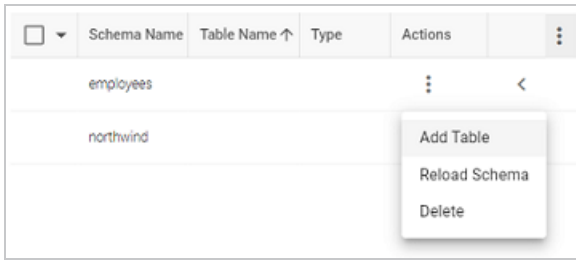 Schema Name Table Name Type Actions
employees
northwind
Add Table
Reload Schema
Delete